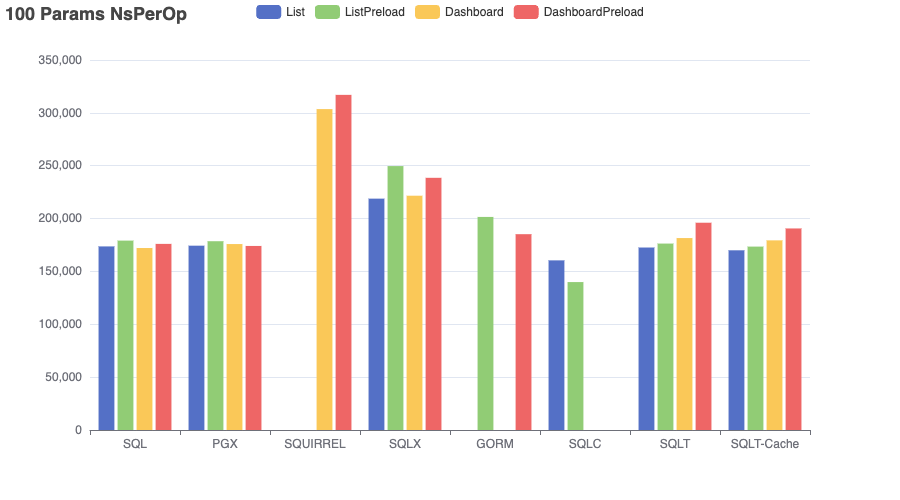 100 Params NsPerOp
List ListPreload Dashboard DashboardPreload
350,000
300,000
250,000
200,000
150,000
100,000
50,000
0
SQL PGX SQUIRREL SQLX GORM SQLC SQLT SQLT-Cache